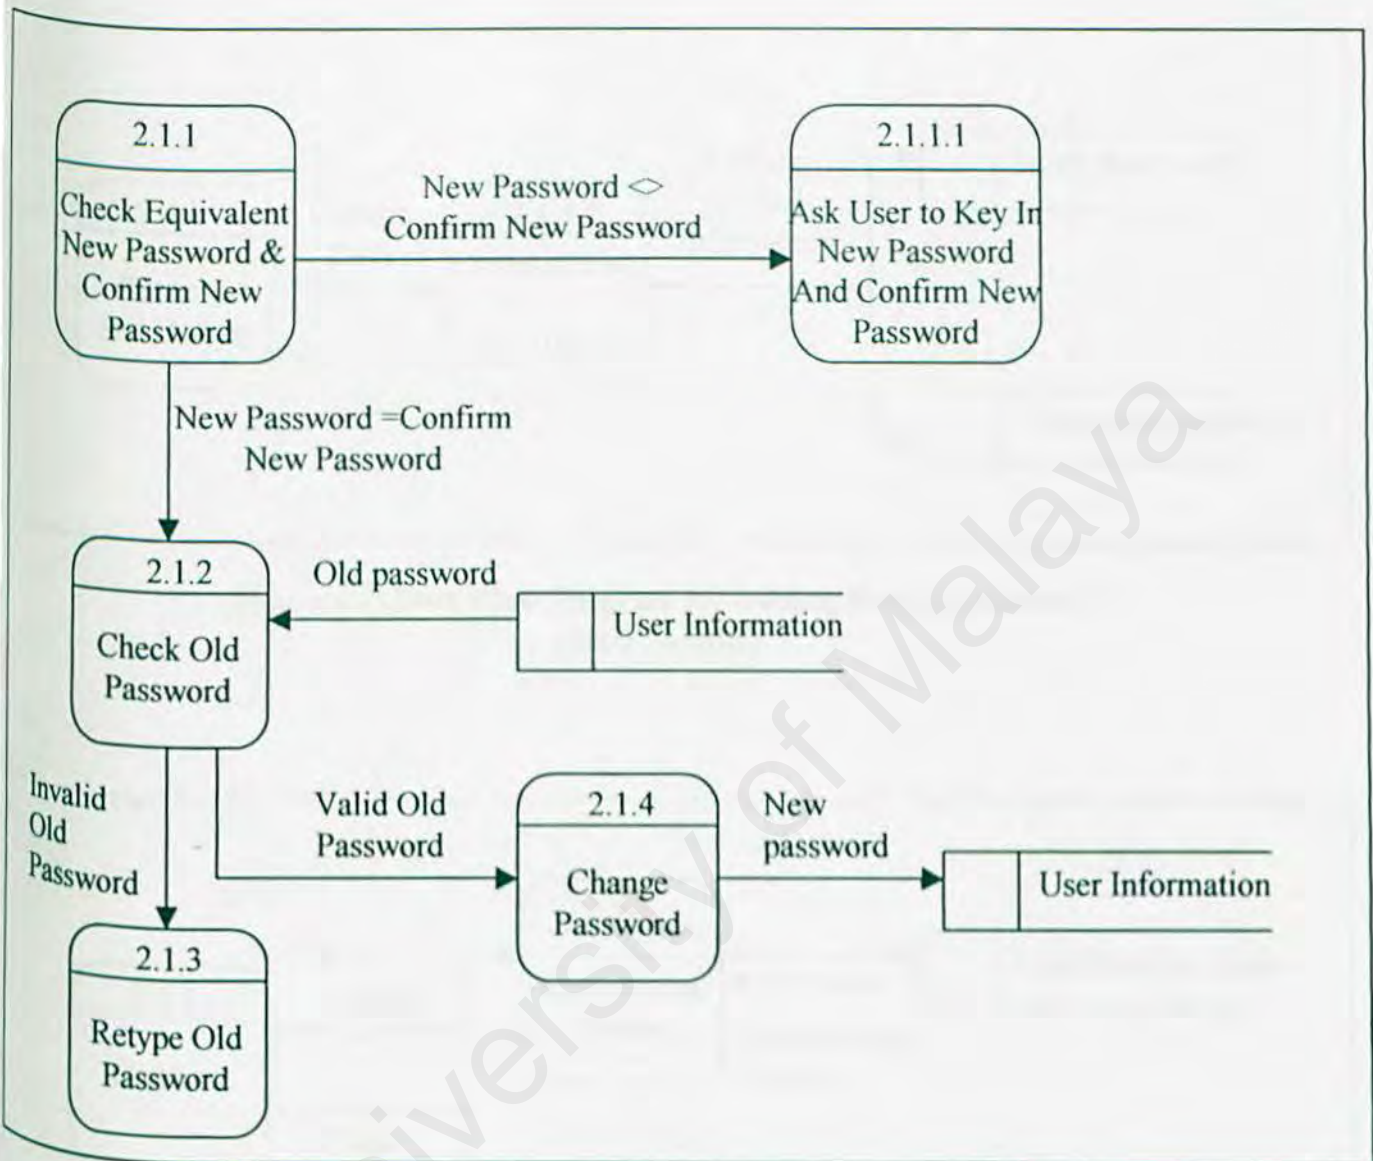 2.1.1
Check Equivalent
New Password &
Confirm New
Password
New Password <>
Confirm New Password
2.1.1.1
Ask User to Key In
New Password
And Confirm New
Password
New Password =Confirm
New Password
2.1.2
Check Old
Password
Old password
User Information
Invalid
Old
Password
Valid Old
Password
2.1.4
Change
Password
New
password
User Information
2.1.3
Retype Old
Password
University of Malaya